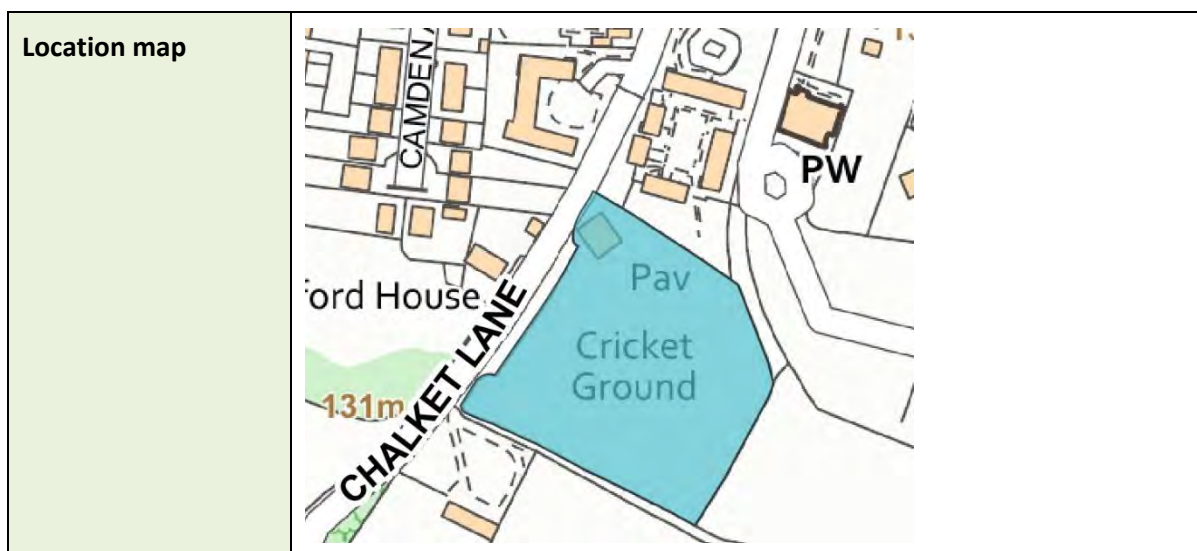 Location map
CAMDEN
PW
Pav
ford House
Cricket
Ground
131m
CHALKET LANE